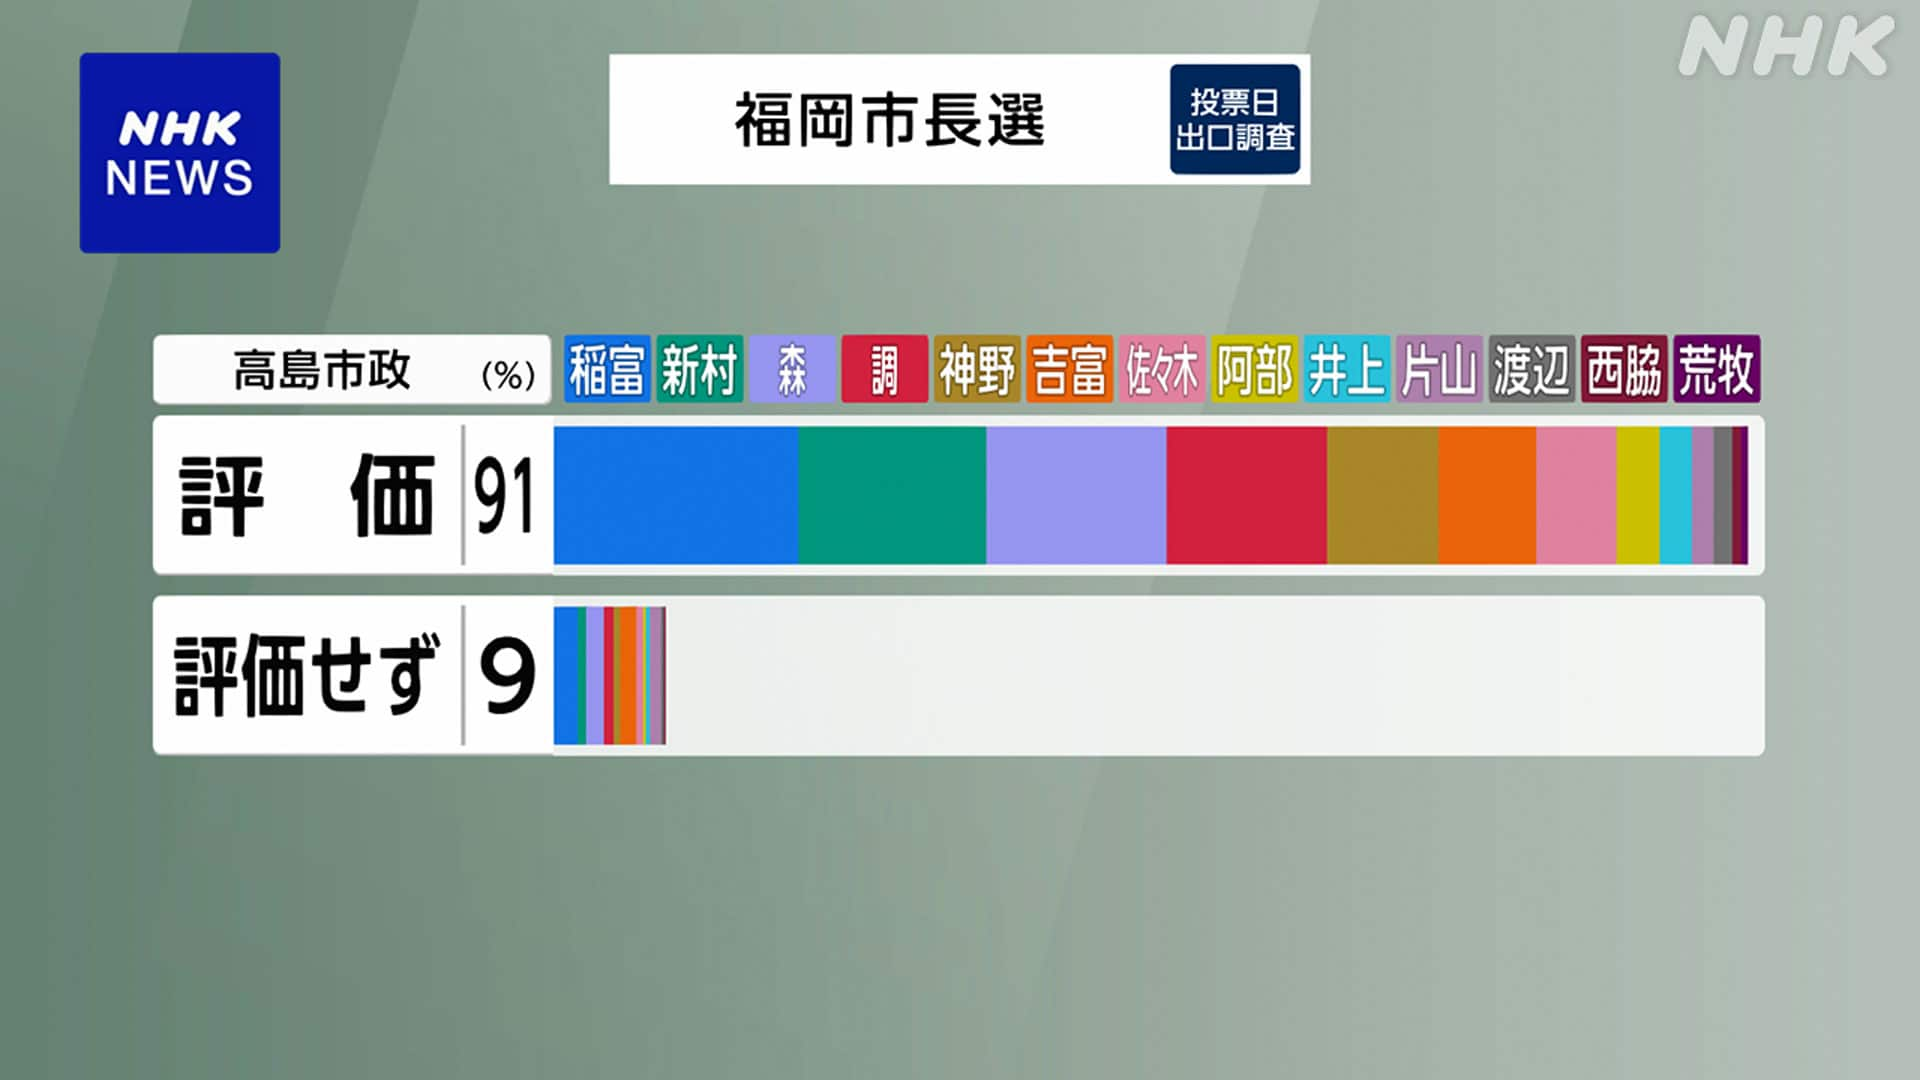 NHK
NHK
NEWS
福岡市長選
投票日
出口調査
高島市政 (%) 稲富 新村 森 調 神野 吉富 佐々木 阿部 井上 片山 渡辺 西脇 荒牧
評 価 91
評価せず 9